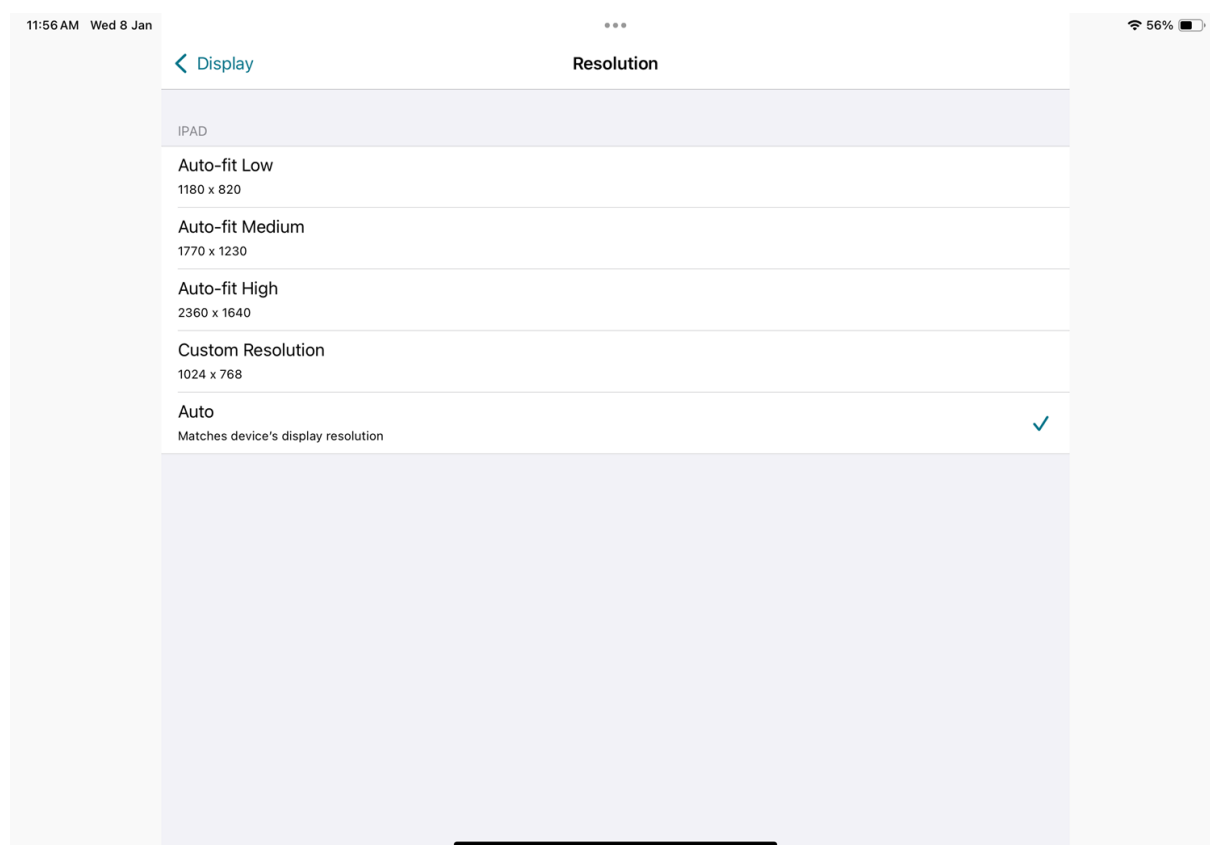 11:56 AM Wed 8 Jan
56%
Display
Resolution
IPAD
Auto-fit Low
1180 x 820
Auto-fit Medium
1770 x 1230
Auto-fit High
2360 x 1640
Custom Resolution
1024 x 768
Auto
Matches device's display resolution